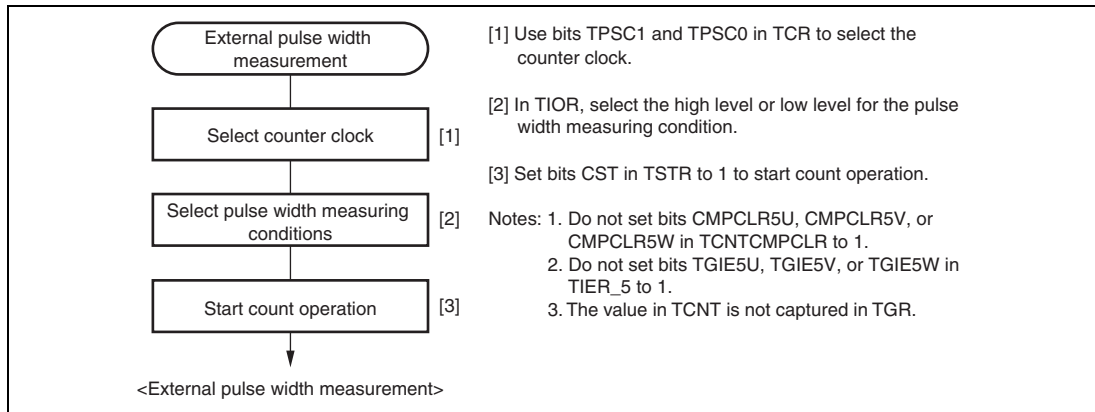 External pulse width
measurement
Select counter clock
[1]
Select pulse width measuring
conditions
[2]
Start count operation
[3]
<External pulse width measurement>
[1] Use bits TPSC1 and TPSC0 in TCR to select the
counter clock.
[2] In TIOR, select the high level or low level for the pulse
width measuring condition.
[3] Set bits CST in TSTR to 1 to start count operation.
Notes: 1. Do not set bits CMPCLR5U, CMPCLR5V, or
CMPCLR5W in TCNTCMPCLR to 1.
2. Do not set bits TGIE5U, TGIE5V, or TGIE5W in
TIER_5 to 1.
3. The value in TCNT is not captured in TGR.